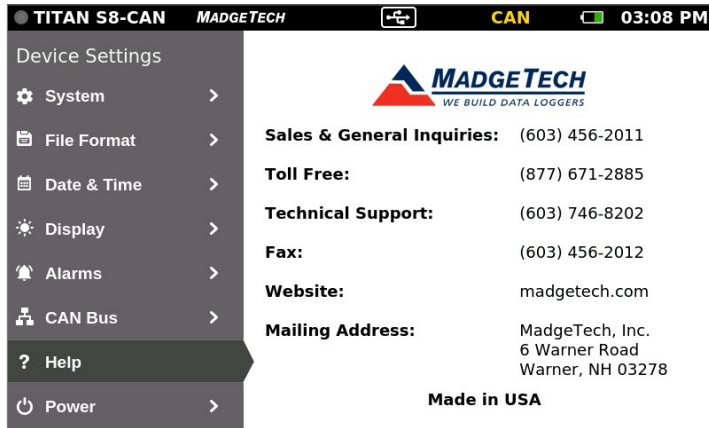 TITAN S8-CAN MADGETECH CAN 03:08 PM
Device Settings
System
File Format
Date & Time
Display
Alarms
CAN Bus
? Help
Power
MADGETECH
WE BUILD DATA LOGGERS
Sales & General Inquiries: (603) 456-2011
Toll Free: (877) 671-2885
Technical Support: (603) 746-8202
Fax: (603) 456-2012
Website: madgetech.com
Mailing Address: MadgeTech, Inc.
6 Warner Road
Warner, NH 03278
Made in USA